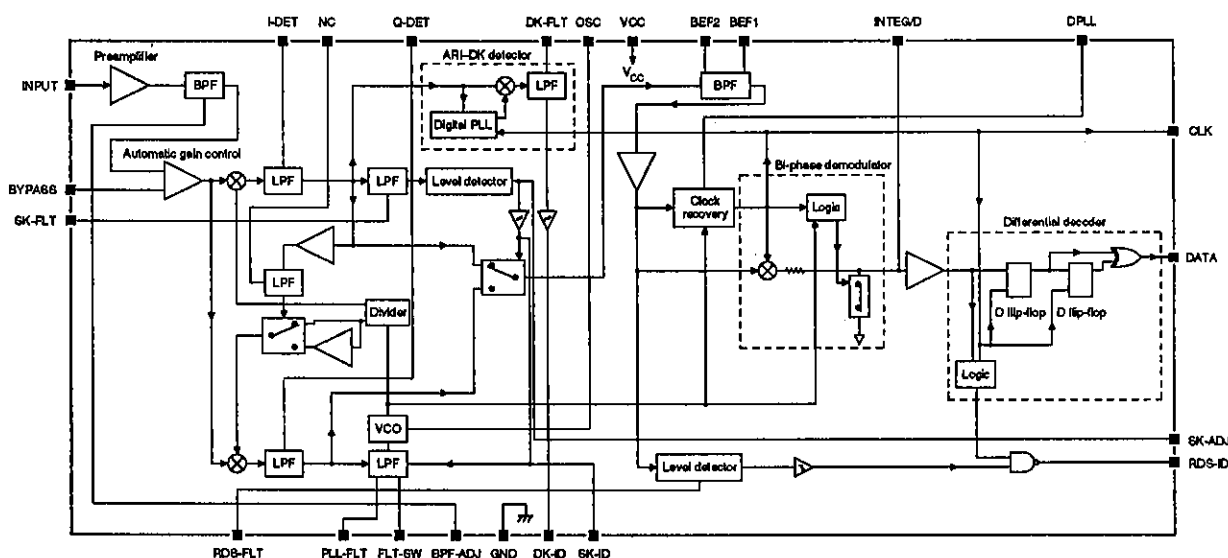 I-DET NC Q-DET DK-FLT OSC VCC BEF2 BEF1 INTEG/D DPLL
Preamplifier
ARI-DK detector
VCC
INPUT
BPF
LPF
BPF
Digital PLL
CLK
Automatic gain control
Bi-phase demodulator
LPF
LPF
Level detector
BYPASS
Clock
recovery
Logic
SK-FLT
Differential decoder
DATA
LPF
Divider
D flip-flop
D flip-flop
Logic
VCO
SK-ADJ
LPF
LPF
Level detector
RDS-ID
RDS-FLT PLL-FLT FLT-SW BPF-ADJ GND DK-ID SK-ID